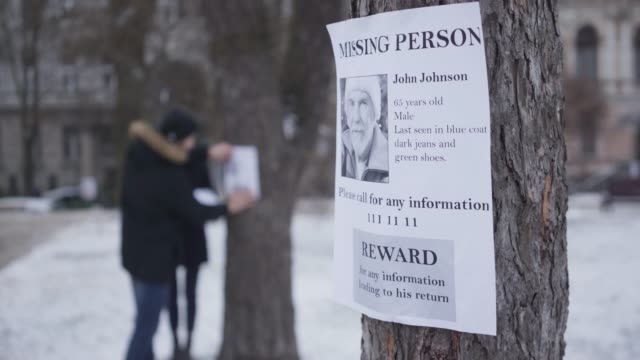 MISSING PERSON
John Johnson
65 years old
Male
Last seen in blue coat
dark jeans and
green shoes.
Please call for any information
111 11 11
REWARD
for any information
leading to his return